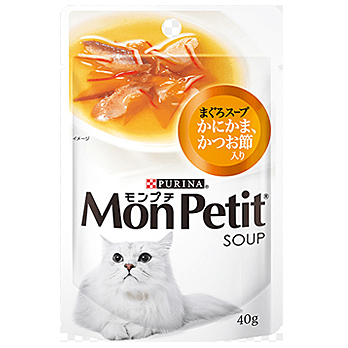 まぐろスープ
かにかま、
かつお節
入り
イメージ
PURINA®
モンプチ
MonPetit®
SOUP
40g